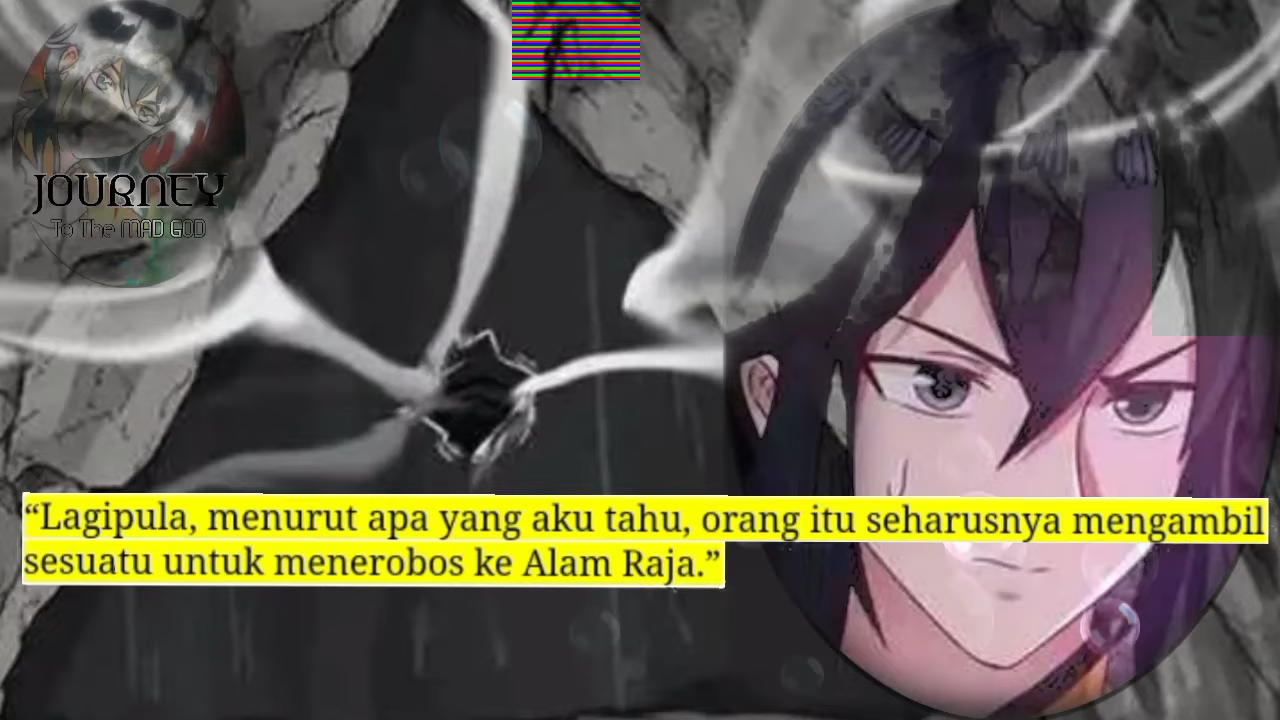 JOURNEY
To The MAD GOD
“Lagipula, menurut apa yang aku tahu, orang itu seharusnya mengambil
sesuatu untuk menerobos ke Alam Raja.”